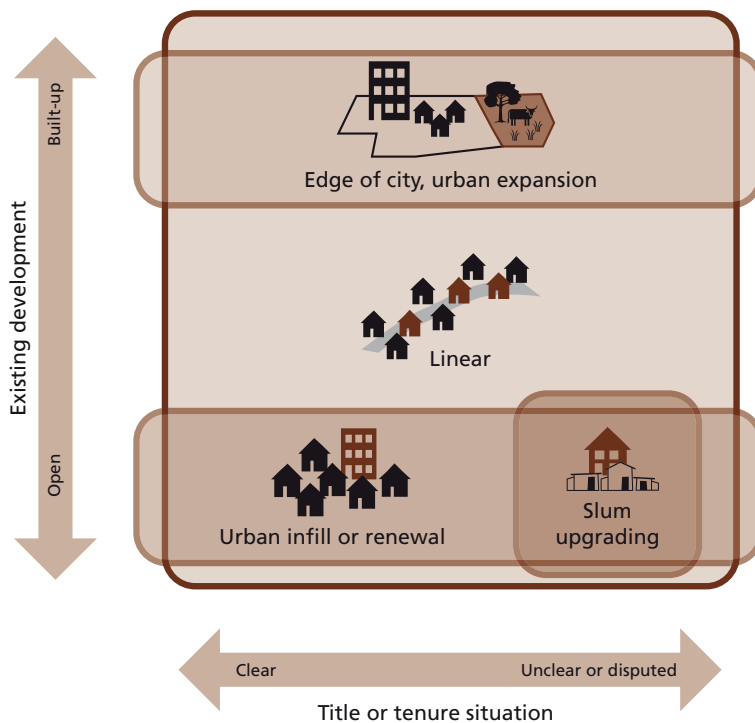 Built-up
Edge of city, urban expansion
Existing development
Linear
Open
Urban infill or renewal
Slum
upgrading
Clear
Unclear or disputed
Title or tenure situation